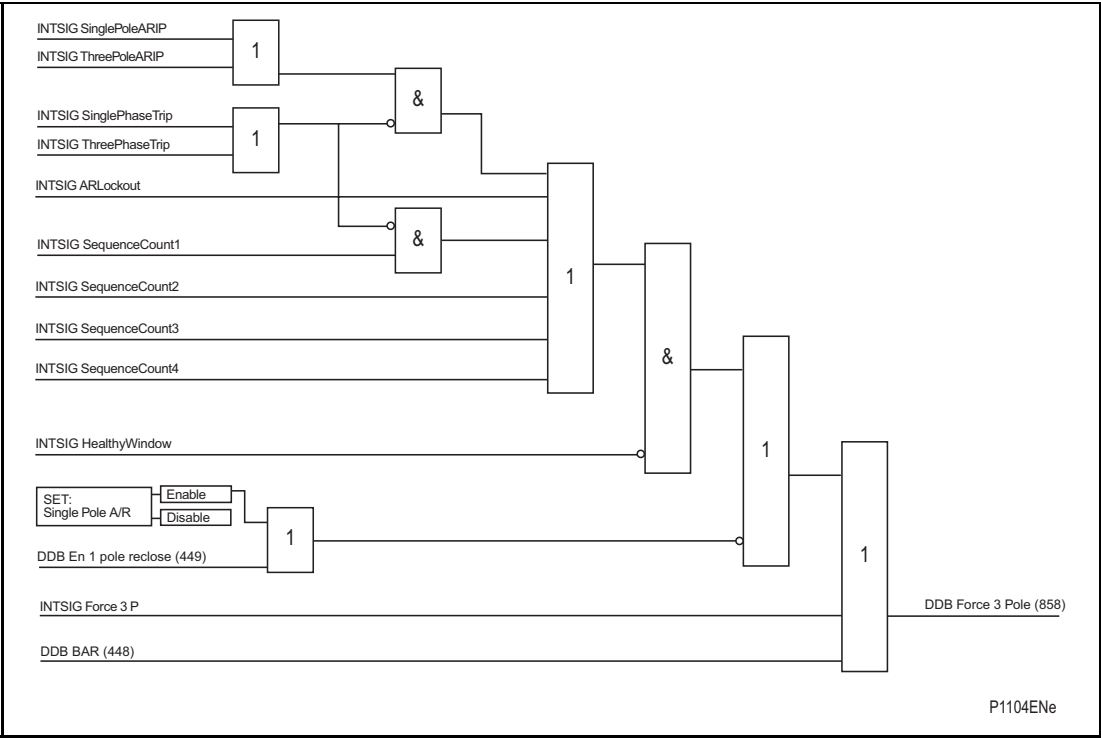 INTSIG SinglePoleARIP
INTSIG ThreePoleARIP
1
&
INTSIG SinglePhaseTrip
INTSIG ThreePhaseTrip
1
INTSIG ARLockout
INTSIG SequenceCount1
&
INTSIG SequenceCount2
INTSIG SequenceCount3
INTSIG SequenceCount4
1
&
INTSIG HealthyWindow
1
SET:
Single Pole A/R
Enable
Disable
1
DDB En 1 pole reclose (449)
1
INTSIG Force 3 P
DDB Force 3 Pole (858)
DDB BAR (448)
P1104ENe